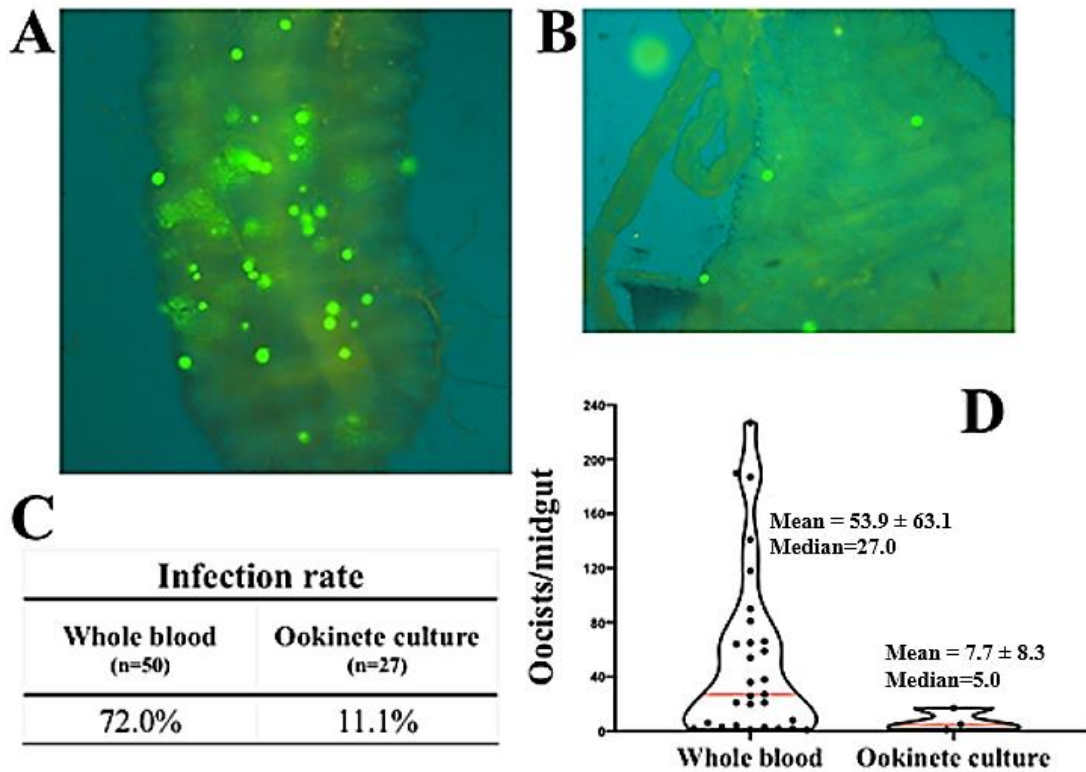 A
B
C
Infection rate
Whole blood
(n=50)
Ookinete culture
(n=27)
72.0%
11.1%
D
Oocists/midgut
240
200
160
120
80
40
0
Mean = 53.9 ± 63.1
Median=27.0
Mean = 7.7 ± 8.3
Median=5.0
Whole blood
Ookinete culture